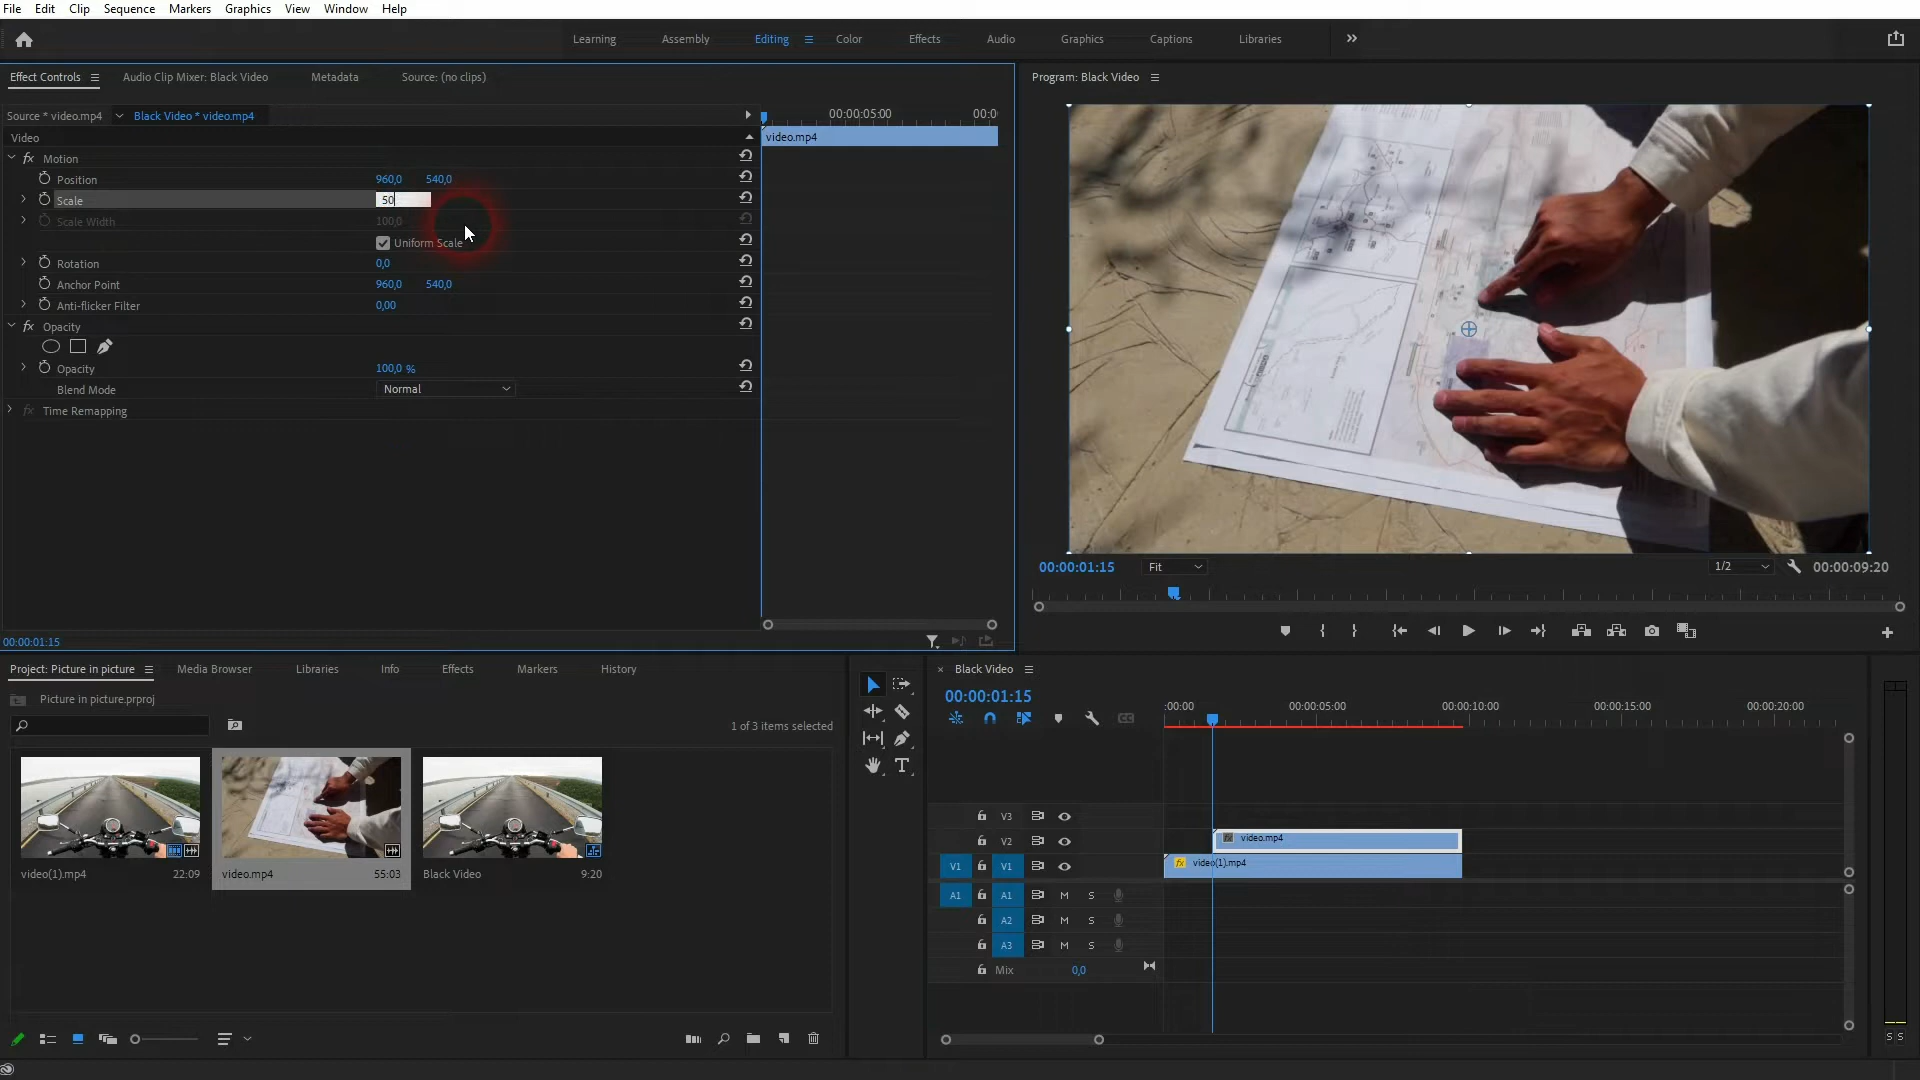 File Edit Clip Sequence Markers Graphics View Window Help
Learning Assembly Editing Color Effects Audio Graphics Captions Libraries
Effect Controls Audio Clip Mixer: Black Video Metadata Source: (no clips)
Source * video.mp4 Black Video * video.mp4
00:00:05:00 00:0
Video
video.mp4
fx Motion
Position 960,0 540,0
Scale 50
Scale Width 100,0
Uniform Scale
Rotation 0,0
Anchor Point 960,0 540,0
Anti-flicker Filter 0,00
fx Opacity
Opacity 100,0 %
Blend Mode Normal
fx Time Remapping
00:00:01:15
Program: Black Video
00:00:01:15 Fit 1/2 00:00:09:20
Project: Picture in picture Media Browser Libraries Info Effects Markers History
Picture in picture.prproj
1 of 3 items selected
video(1).mp4 22:09
video.mp4 55:03
Black Video 9:20
T
× Black Video
00:00:01:15
CC
:00:00 00:00:05:00 00:00:10:00 00:00:15:00 00:00:20:00
V3
V2
fx video.mp4
V1 V1
fx video(1).mp4
A1 A1 M S
A2 M S
A3 M S
Mix 0,0
S S